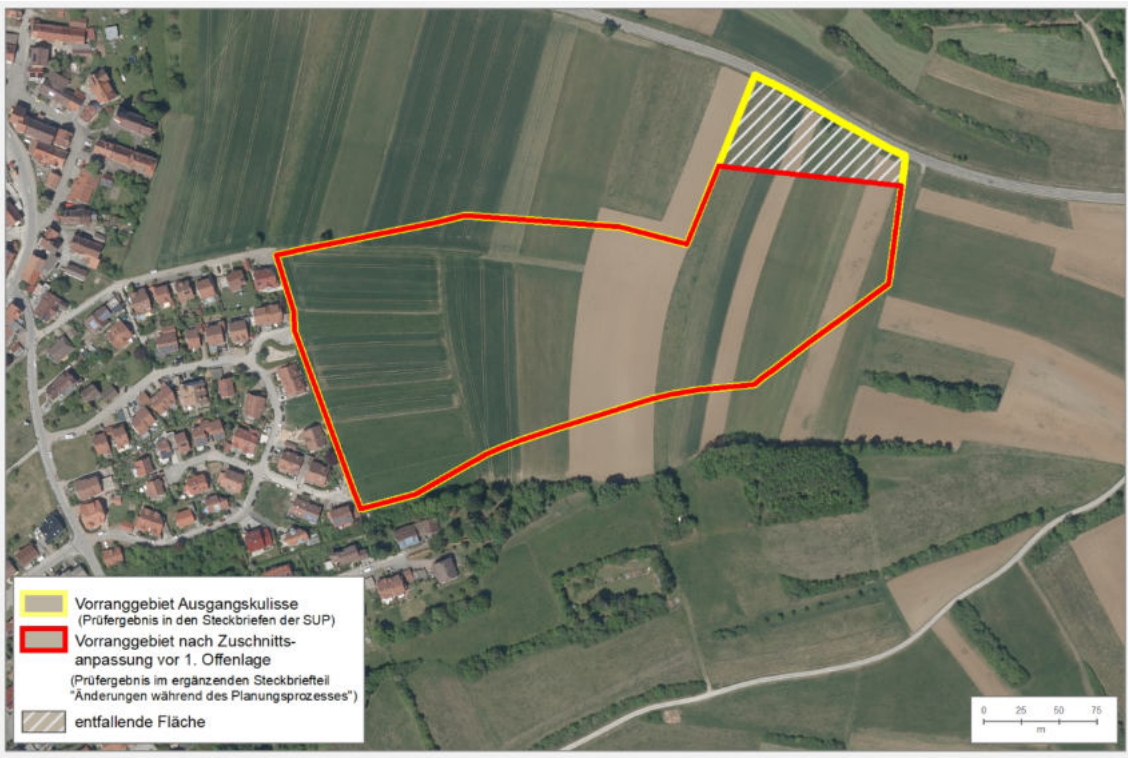 Vorranggebiet Ausgangskulisse
(Prüfergebnis in den Steckbriefen der SUP)
Vorranggebiet nach Zuschnitts-
anpassung vor 1. Offenlage
(Prüfergebnis im ergänzenden Steckbriefteil
"Änderungen während des Planungsprozesses")
entfallende Fläche
0 25 50 75
m